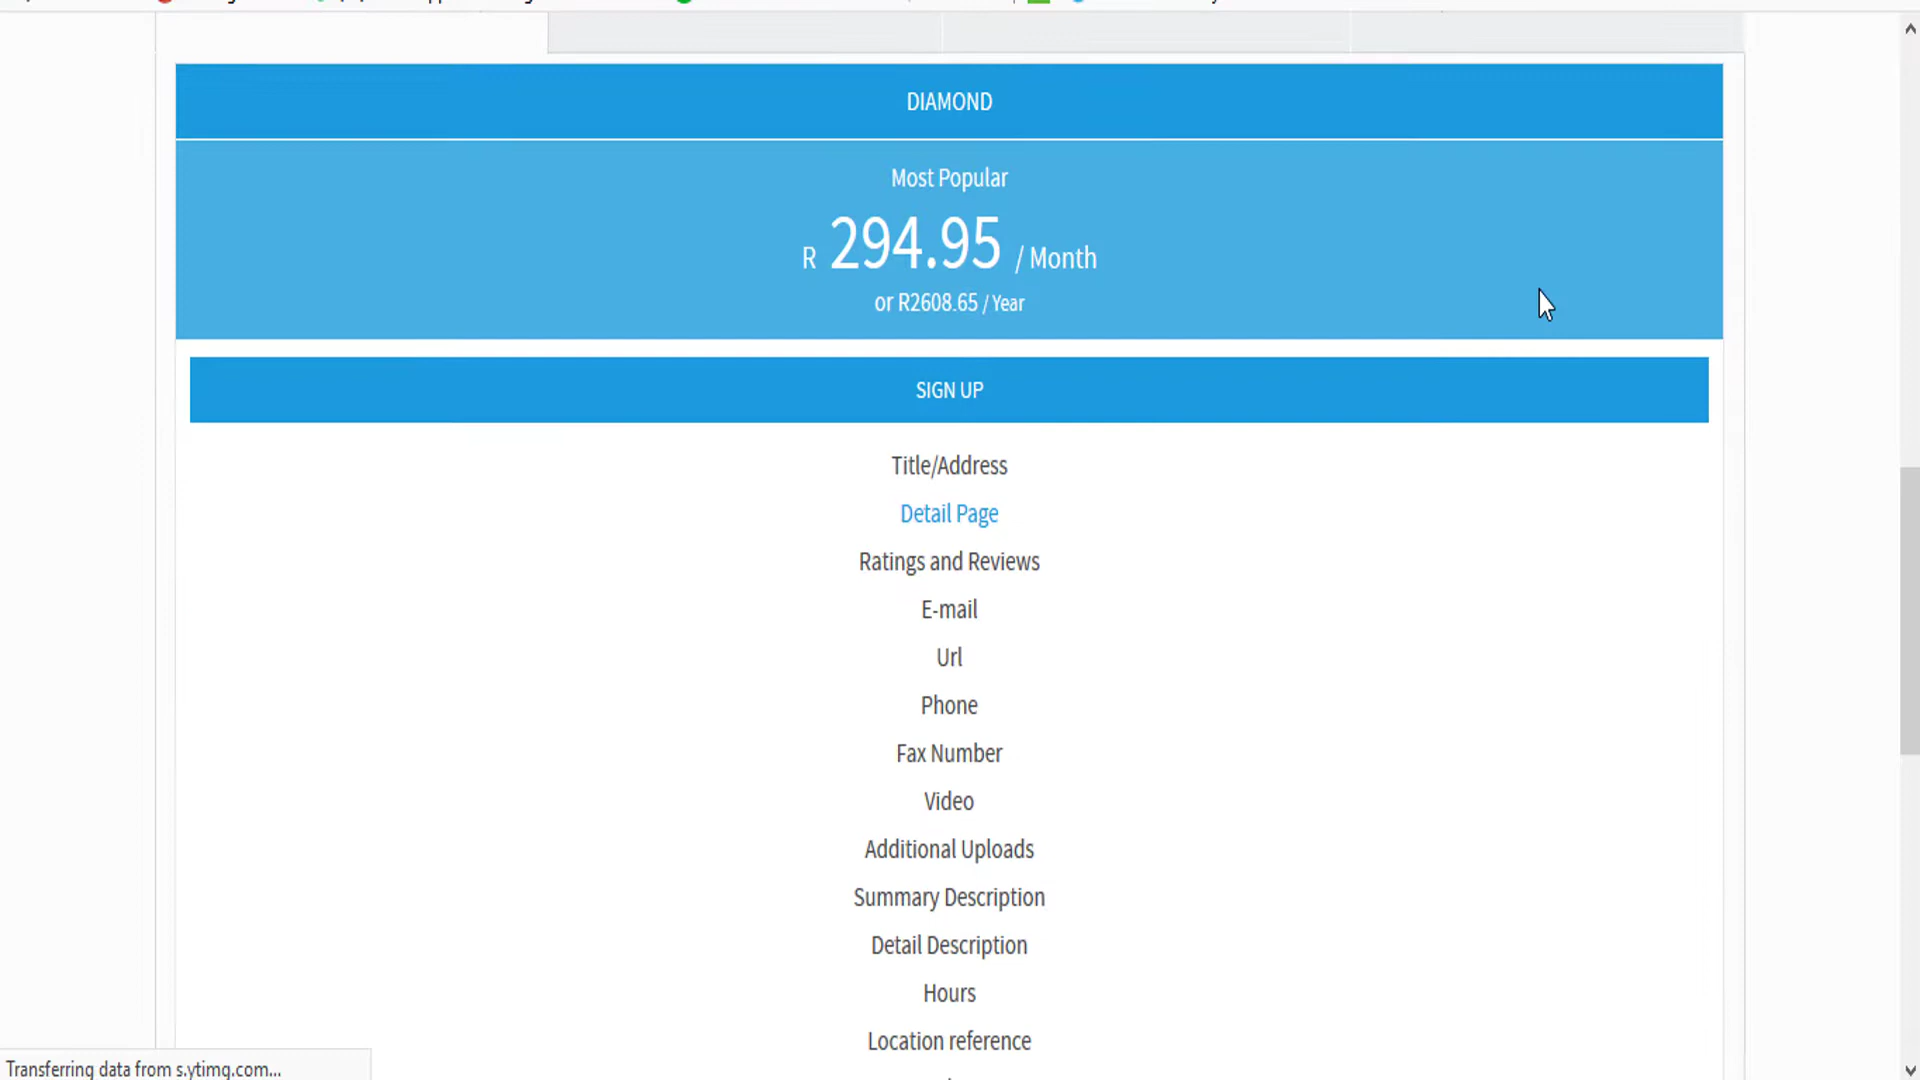 DIAMOND
Most Popular
R 294.95 / Month
or R2608.65 / Year
SIGN UP
Title/Address
Detail Page
Ratings and Reviews
E-mail
Url
Phone
Fax Number
Video
Additional Uploads
Summary Description
Detail Description
Hours
Location reference
Transferring data from s.ytimg.com...